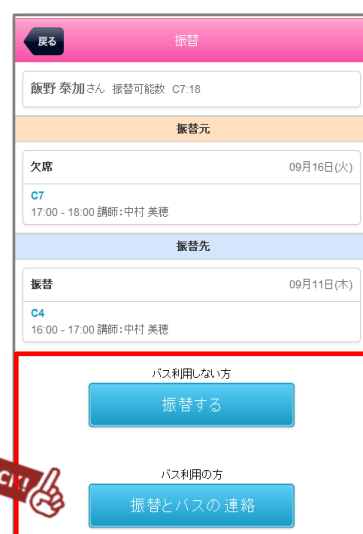 戻る
振替
飯野 泰加さん 振替可能数 C7:18
振替元
欠席 09月16日(火)
C7
17:00 - 18:00 講師:中村 美穂
振替先
振替 09月11日(木)
C4
16:00 - 17:00 講師:中村 美穂
バス利用しない方
振替する
バス利用の方
振替とバスの連絡